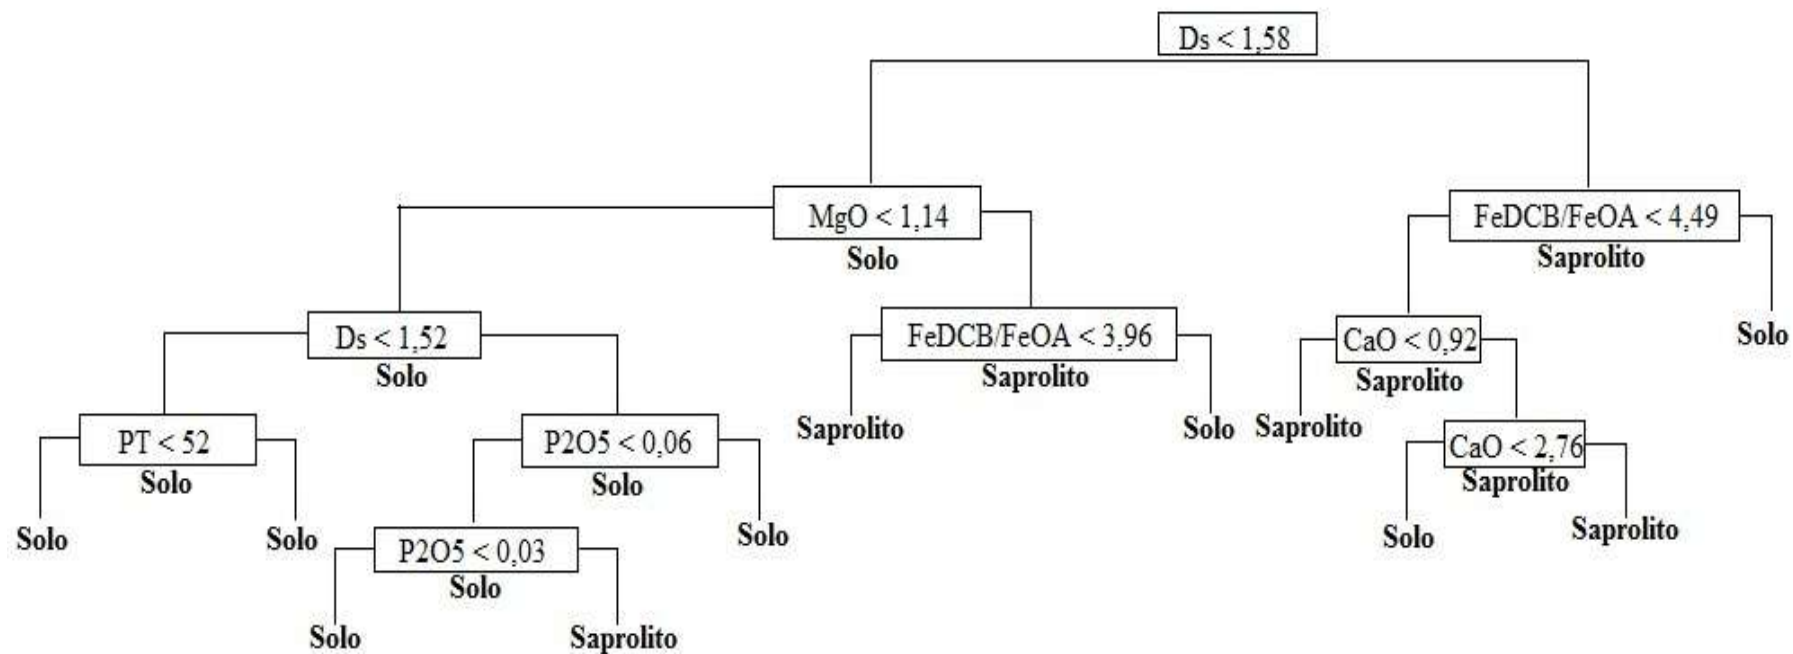 Ds < 1,58
MgO < 1,14
Solo
FeDCB/FeOA < 4,49
Saprolito
Ds < 1,52
Solo
FeDCB/FeOA < 3,96
Saprolito
CaO < 0,92
Saprolito
Solo
PT < 52
Solo
P2O5 < 0,06
Solo
Saprolito
Solo
Saprolito
CaO < 2,76
Saprolito
Solo
Solo
P2O5 < 0,03
Solo
Solo
Solo
Saprolito
Solo
Saprolito